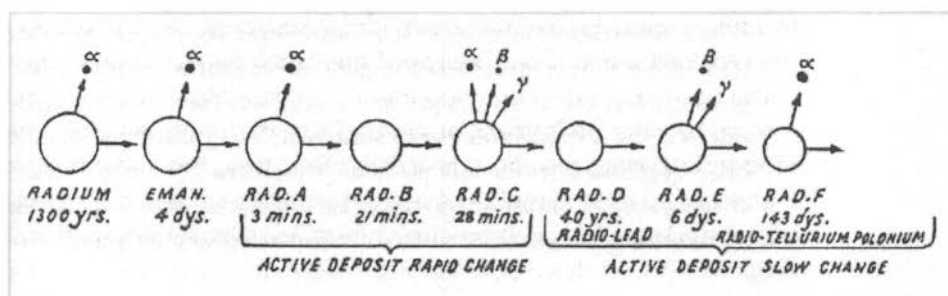 α α α α β γ β γ α
RADIUM EMAN. RAD.A RAD.B RAD.C RAD.D RAD.E RAD.F
1300 yrs. 4 dys. 3 mins. 21 mins. 28 mins. 40 yrs. 6 dys. 143 dys.
RADIO-LEAD RADIO-TELLURIUM POLONIUM
ACTIVE DEPOSIT RAPID CHANGE ACTIVE DEPOSIT SLOW CHANGE